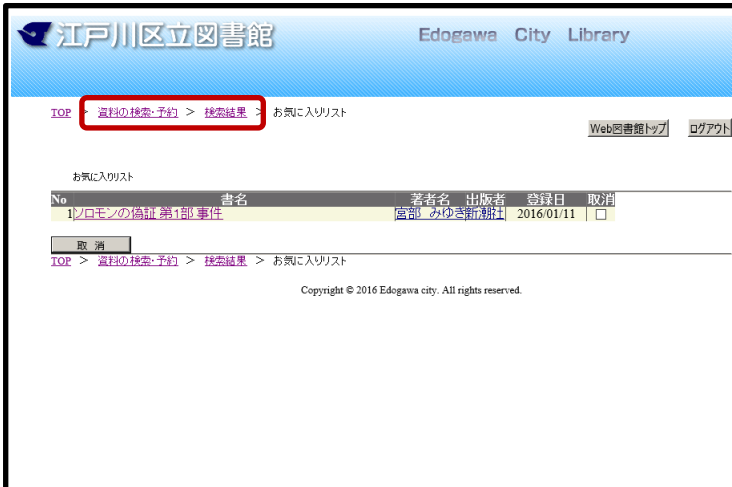 江戸川区立図書館 Edogawa City Library
TOP > 資料の検索・予約 > 検索結果 > お気に入りリスト
Web図書館トップ ログアウト
お気に入りリスト
No 書名 著者名 出版者 登録日 取消
1 ソロモンの偽証 第1部 事件 宮部 みゆき 新潮社 2016/01/11
取 消
TOP > 資料の検索・予約 > 検索結果 > お気に入りリスト
Copyright © 2016 Edogawa city. All rights reserved.